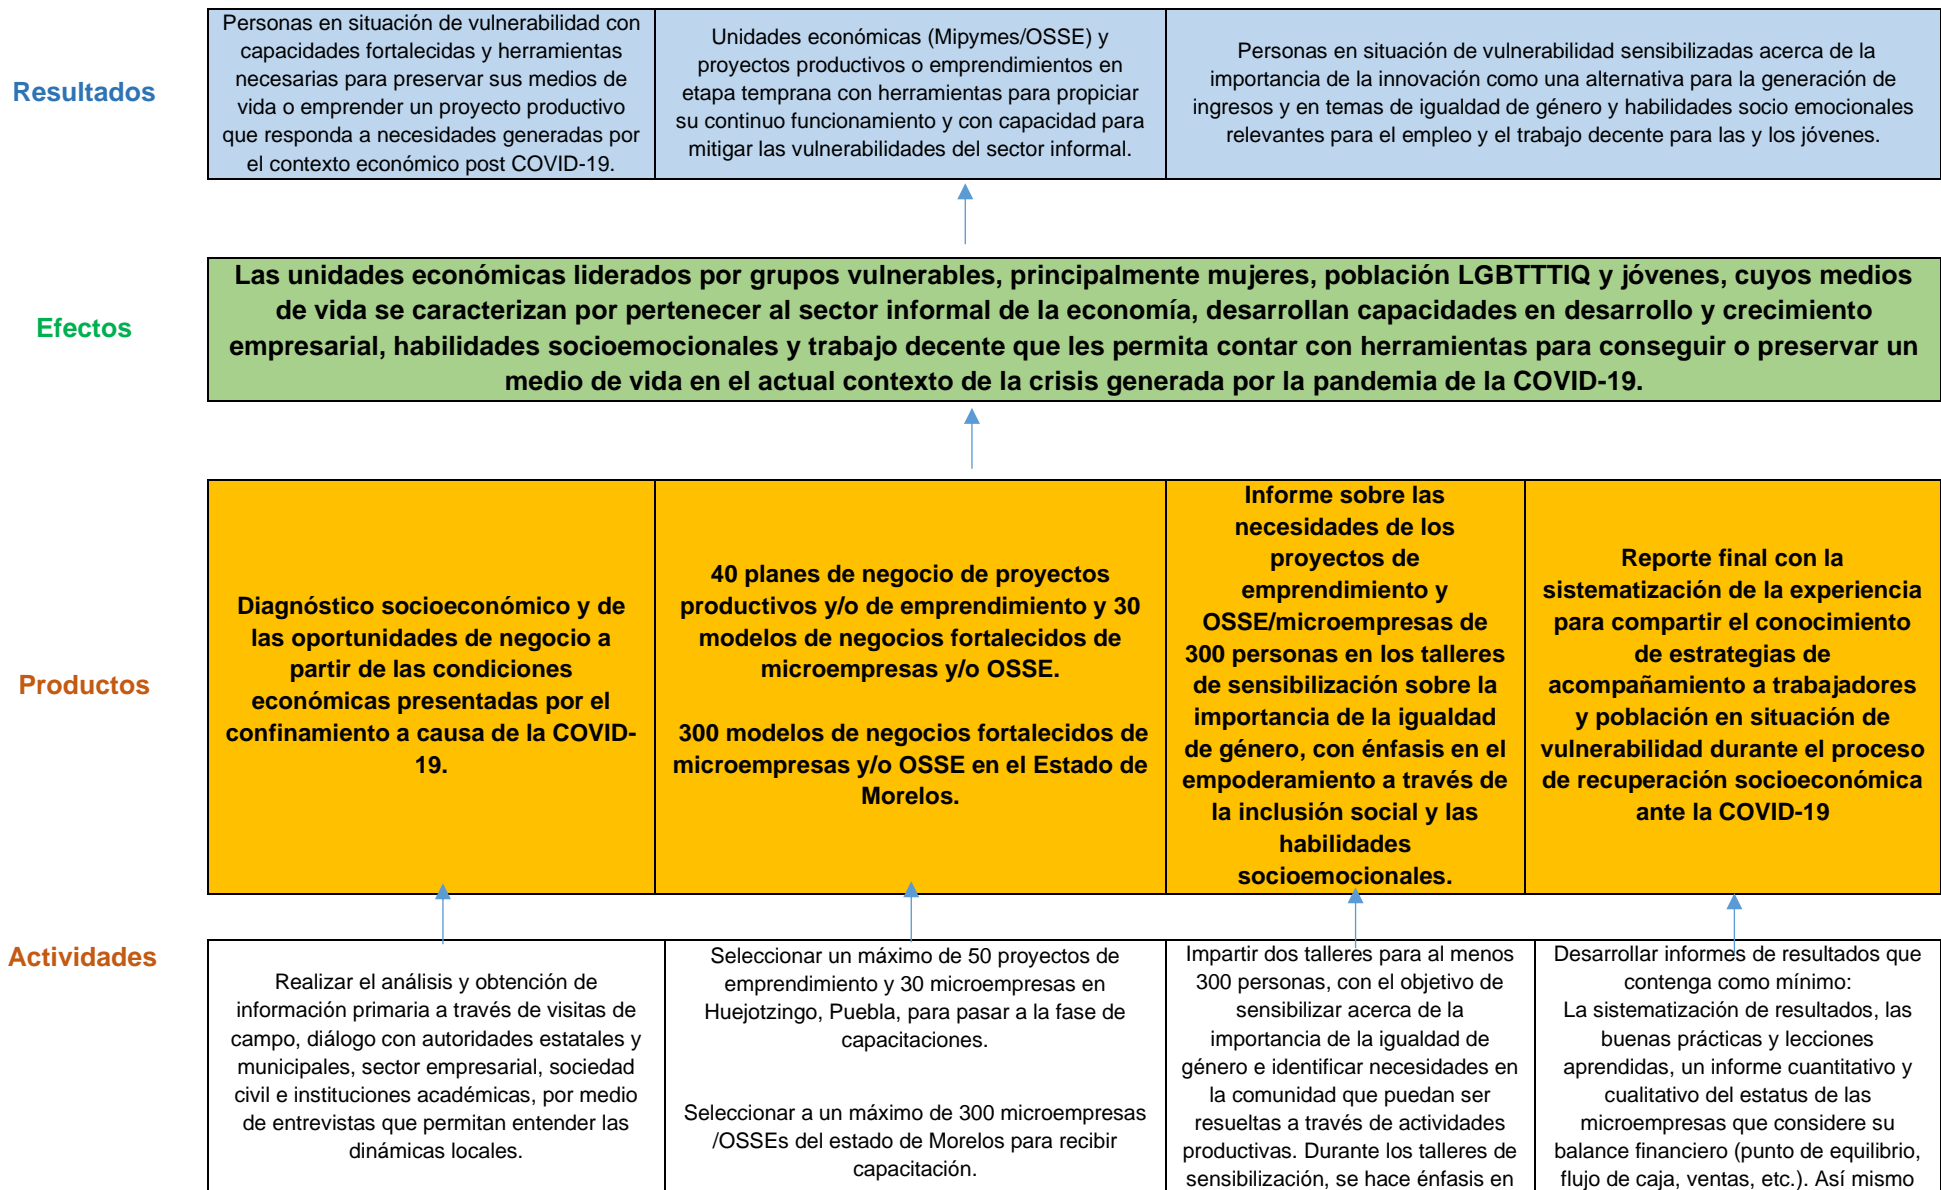 Resultados
Personas en situación de vulnerabilidad con
capacidades fortalecidas y herramientas
necesarias para preservar sus medios de
vida o emprender un proyecto productivo
que responda a necesidades generadas por
el contexto económico post COVID-19.
Unidades económicas (Mipymes/OSSE) y
proyectos productivos o emprendimientos en
etapa temprana con herramientas para propiciar
su continuo funcionamiento y con capacidad para
mitigar las vulnerabilidades del sector informal.
Personas en situación de vulnerabilidad sensibilizadas acerca de la
importancia de la innovación como una alternativa para la generación de
ingresos y en temas de igualdad de género y habilidades socio emocionales
relevantes para el empleo y el trabajo decente para las y los jóvenes.
Efectos
Las unidades económicas liderados por grupos vulnerables, principalmente mujeres, población LGBTTTIQ y jóvenes, cuyos medios
de vida se caracterizan por pertenecer al sector informal de la economía, desarrollan capacidades en desarrollo y crecimiento
empresarial, habilidades socioemocionales y trabajo decente que les permita contar con herramientas para conseguir o preservar un
medio de vida en el actual contexto de la crisis generada por la pandemia de la COVID-19.
Productos
Diagnóstico socioeconómico y de
las oportunidades de negocio a
partir de las condiciones
económicas presentadas por el
confinamiento a causa de la COVID-
19.
40 planes de negocio de proyectos
productivos y/o de emprendimiento y 30
modelos de negocios fortalecidos de
microempresas y/o OSSE.
300 modelos de negocios fortalecidos de
microempresas y/o OSSE en el Estado de
Morelos.
Informe sobre las
necesidades de los
proyectos de
emprendimiento y
OSSE/microempresas de
300 personas en los talleres
de sensibilización sobre la
importancia de la igualdad
de género, con énfasis en el
empoderamiento a través de
la inclusión social y las
habilidades
socioemocionales.
Reporte final con la
sistematización de la experiencia
para compartir el conocimiento
de estrategias de
acompañamiento a trabajadores
y población en situación de
vulnerabilidad durante el proceso
de recuperación socioeconómica
ante la COVID-19
Actividades
Realizar el análisis y obtención de
información primaria a través de visitas de
campo, diálogo con autoridades estatales y
municipales, sector empresarial, sociedad
civil e instituciones académicas, por medio
de entrevistas que permitan entender las
dinámicas locales.
Seleccionar un máximo de 50 proyectos de
emprendimiento y 30 microempresas en
Huejotzingo, Puebla, para pasar a la fase de
capacitaciones.
Seleccionar a un máximo de 300 microempresas
/OSSEs del estado de Morelos para recibir
capacitación.
Impartir dos talleres para al menos
300 personas, con el objetivo de
sensibilizar acerca de la
importancia de la igualdad de
género e identificar necesidades en
la comunidad que puedan ser
resueltas a través de actividades
productivas. Durante los talleres de
sensibilización, se hace énfasis en
Desarrollar informes de resultados que
contenga como mínimo:
La sistematización de resultados, las
buenas prácticas y lecciones
aprendidas, un informe cuantitativo y
cualitativo del estatus de las
microempresas que considere su
balance financiero (punto de equilibrio,
flujo de caja, ventas, etc.). Así mismo